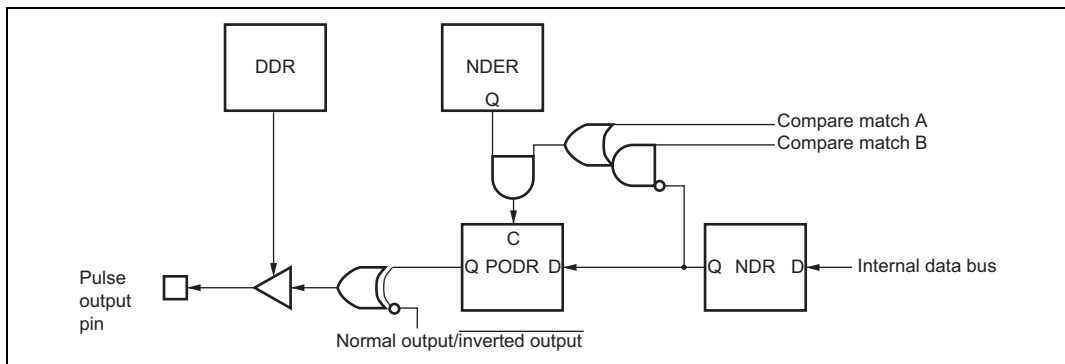 DDR
NDER
Q
Compare match A
Compare match B
C
Q PODR D
Q NDR D
Internal data bus
Pulse
output
pin
Normal output/inverted output